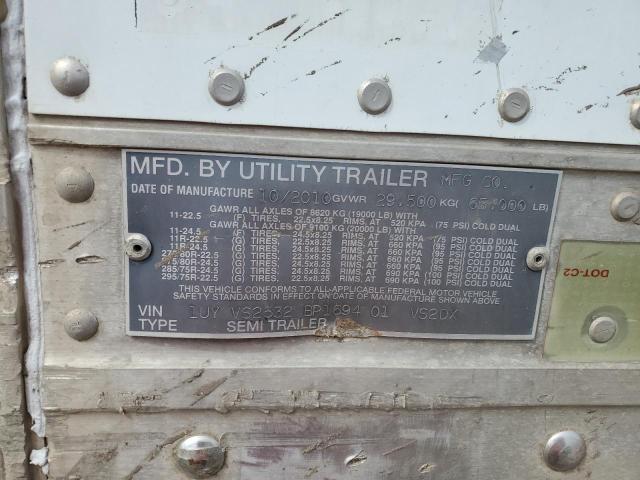 MFD. BY UTILITY TRAILER MFG CO.
DATE OF MANUFACTURE 10/2010 GVWR 29,500 KG( 65,000 LB)
GAWR ALL AXLES OF 8620 KG (19000 LB) WITH
11-22.5 (F) TIRES, 22.5x8.25 RIMS, AT 520 KPA (75 PSI) COLD DUAL
GAWR ALL AXLES OF 9100 KG (20000 LB) WITH
11-24.5 (F) TIRES, 24.5x8.25 RIMS, AT 520 KPA (75 PSI) COLD DUAL
11R-22.5 (G) TIRES, 22.5x8.25 RIMS, AT 660 KPA (95 PSI) COLD DUAL
11R-24.5 (G) TIRES, 24.5x8.25 RIMS, AT 660 KPA (95 PSI) COLD DUAL
/80R-22.5 (G) TIRES, 22.5x8.25 RIMS, AT 660 KPA (95 PSI) COLD DUAL
/80R-24.5 (G) TIRES, 24.5x8.25 RIMS, AT 660 KPA (95 PSI) COLD DUAL
285/75R-24.5 (G) TIRES, 24.5x8.25 RIMS, AT 660 KPA (95 PSI) COLD DUAL
295/75R-22.5 (G) TIRES, 22.5x8.25 RIMS, AT 690 KPA (100 PSI) COLD DUAL
THIS VEHICLE CONFORMS TO ALL APPLICABLE FEDERAL MOTOR VEHICLE
SAFETY STANDARDS IN EFFECT ON DATE OF MANUFACTURE SHOWN ABOVE.
VIN 1UY VS2532 BP1694 01 VS2DX
TYPE SEMI TRAILER
DOT-C2